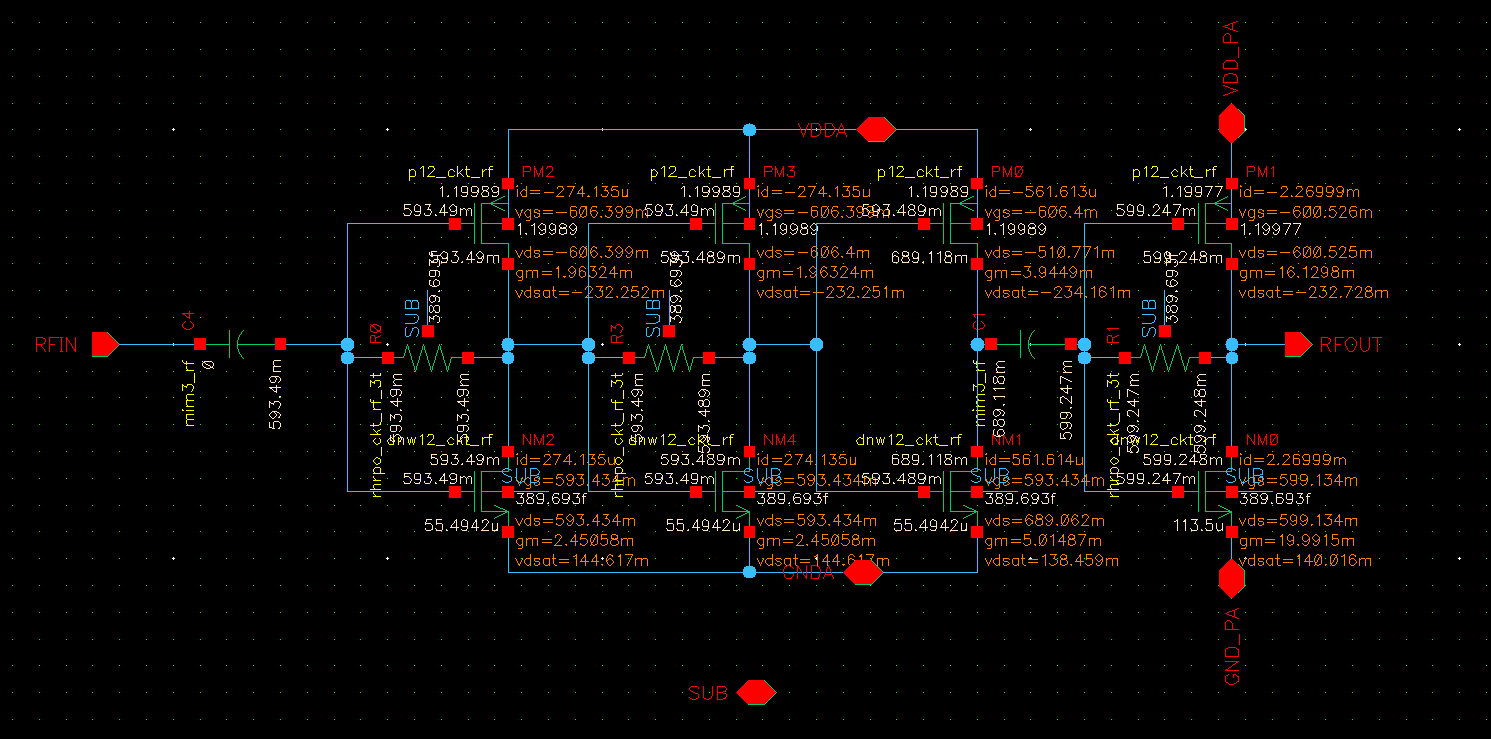 VDD_PA
VDDA
p12_ckt_rf
PM2
1.19989
id=-274.135u
593.49m
vgs=-606.399m
1.19989
vds=-606.399m
593.49m
gm=1.96324m
vdsat=-232.252m
p12_ckt_rf
PM3
1.19989
id=-274.135u
593.49m
1.19989
vds=-606.4m
593.489m
gm=1.96324m
vdsat=-232.251m
p12_ckt_rf
PM0
1.19989
id=-561.613u
593.489m
vgs=-606.4m
1.19989
vds=-510.771m
689.118m
gm=3.9449m
vdsat=-234.161m
p12_ckt_rf
PM1
1.19977
id=-2.26999m
599.247m
vgs=-600.526m
1.19977
vds=-600.525m
599.248m
gm=16.1298m
vdsat=-232.728m
RFIN
C4
mim3_rf
0
593.49m
R0
SUB
389.693f
rhrpo_ckt_rf_3t
593.49m
593.49m
R3
SUB
389.693f
rhrpo_ckt_rf_3t
593.49m
593.489m
C1
mim3_rf
689.118m
599.247m
R1
SUB
389.693f
rhrpo_ckt_rf_3t
599.247m
599.248m
RFOUT
dnw12_ckt_rf
NM2
593.49m
id=274.135u
SUB
593.49m
vgs=593.434m
389.693f
vds=593.434m
55.4942u
gm=2.45058m
vdsat=144.617m
dnw12_ckt_rf
NM4
593.489m
id=274.135u
SUB
593.49m
vgs=593.434m
389.693f
vds=593.434m
55.4942u
gm=2.45058m
vdsat=144.617m
dnw12_ckt_rf
NM1
689.118m
id=561.614u
SUB
593.489m
vgs=593.434m
389.693f
vds=689.062m
55.4942u
gm=5.01487m
vdsat=138.459m
dnw12_ckt_rf
NM0
599.248m
id=2.26999m
SUB
599.247m
vgs=599.134m
389.693f
vds=599.134m
113.5u
gm=19.9915m
vdsat=140.016m
GNDA
GND_PA
SUB